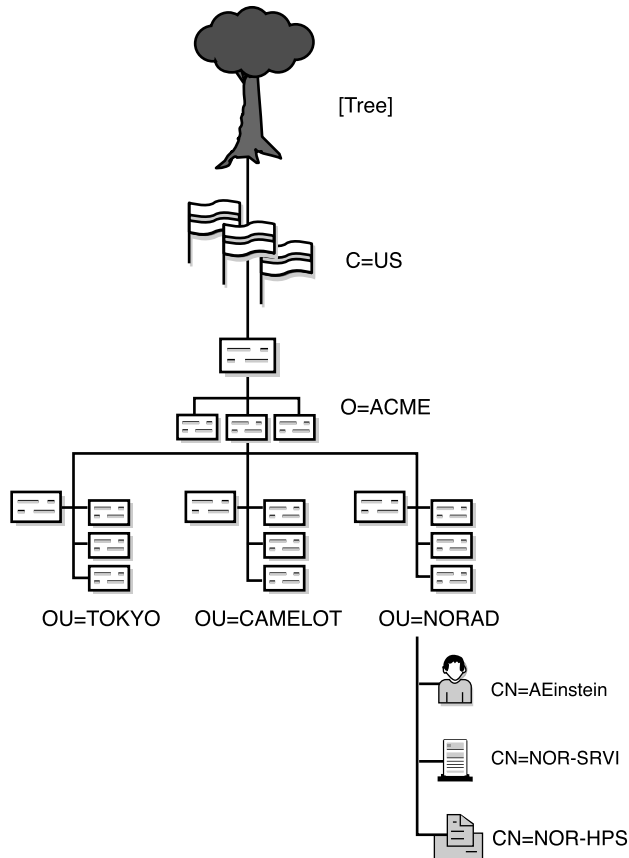 [Tree]
C=US
O=ACME
OU=TOKYO
OU=CAMELOT
OU=NORAD
CN=AEinstein
CN=NOR-SRVI
CN=NOR-HPS